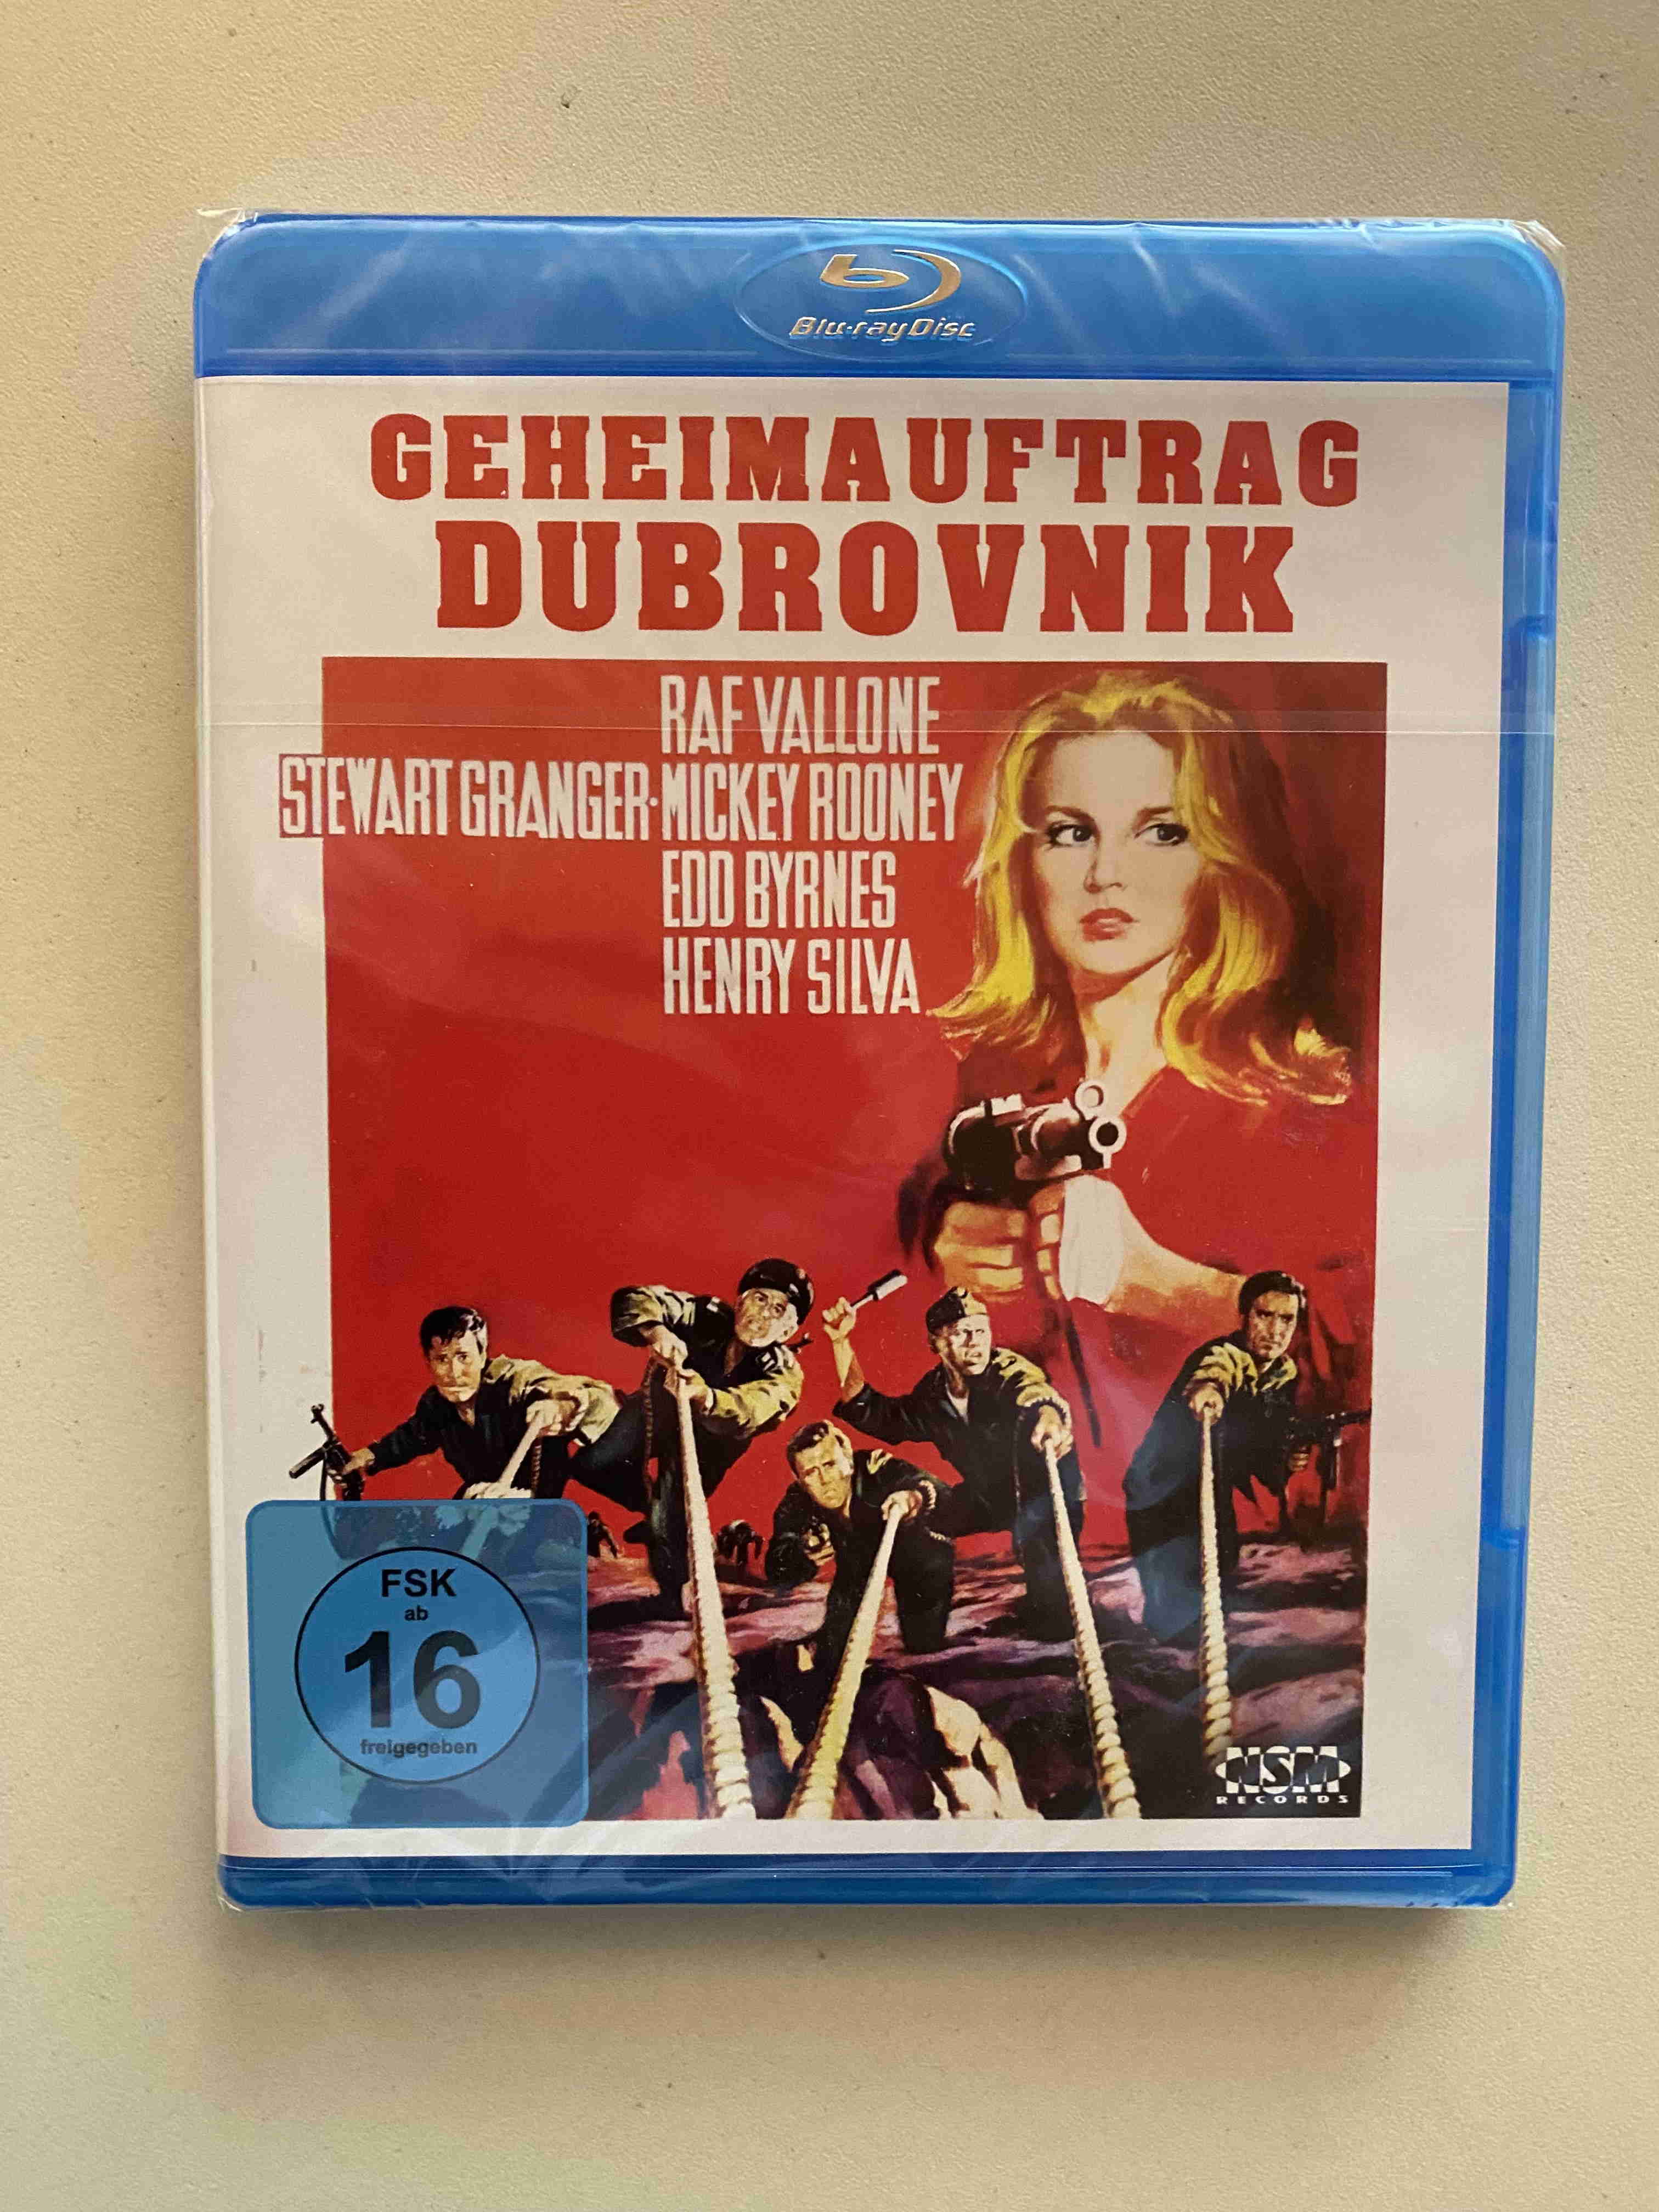 Blu-ray Disc
GEHEIMAUFTRAG
DUBROVNIK
RAF VALLONE
STEWART GRANGER·MICKEY ROONEY
EDD BYRNES
HENRY SILVA
FSK
ab
16
freigegeben
NSM
RECORDS